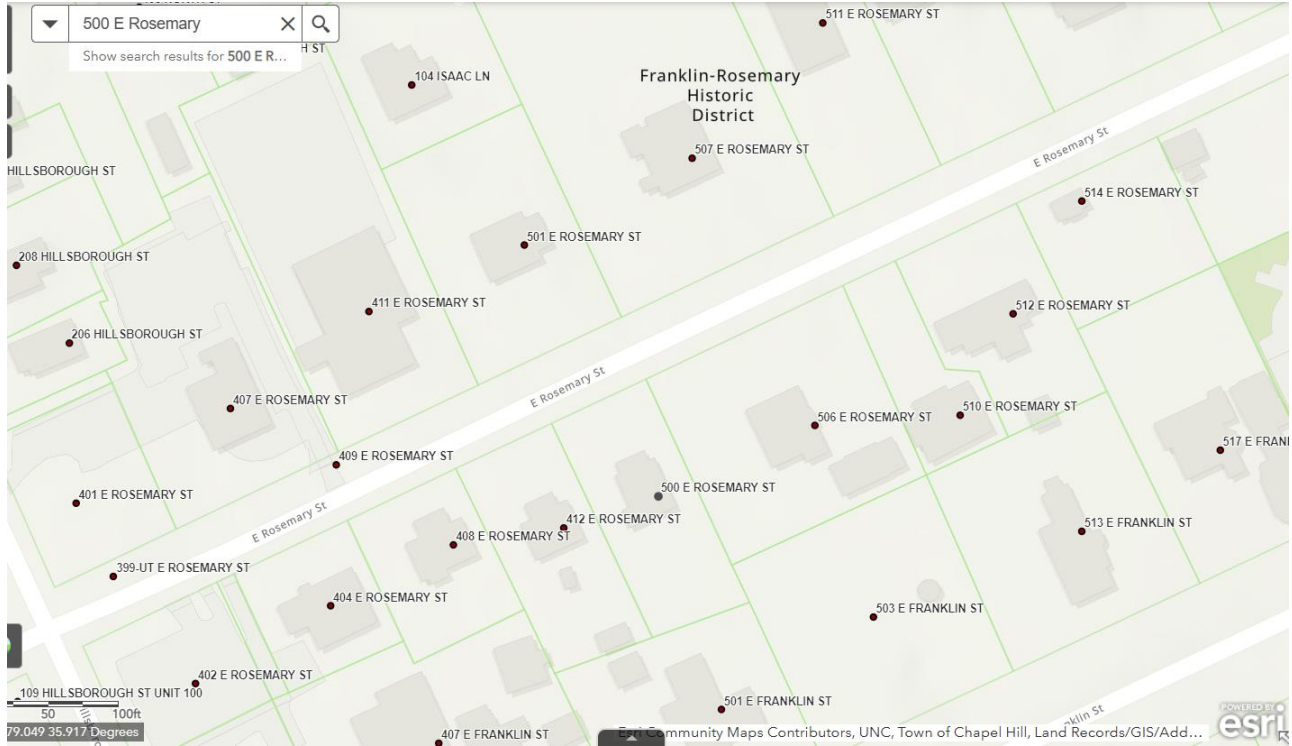 500 E Rosemary
Show search results for 500 E R...
H ST
511 E ROSEMARY ST
104 ISAAC LN
Franklin-Rosemary
Historic
District
E Rosemary St
507 E ROSEMARY ST
HILLSBOROUGH ST
514 E ROSEMARY ST
501 E ROSEMARY ST
208 HILLSBOROUGH ST
411 E ROSEMARY ST
512 E ROSEMARY ST
206 HILLSBOROUGH ST
E Rosemary St
407 E ROSEMARY ST
506 E ROSEMARY ST
510 E ROSEMARY ST
517 E FRAN
409 E ROSEMARY ST
500 E ROSEMARY ST
401 E ROSEMARY ST
E Rosemary St
412 E ROSEMARY ST
408 E ROSEMARY ST
513 E FRANKLIN ST
399-UT E ROSEMARY ST
404 E ROSEMARY ST
503 E FRANKLIN ST
402 E ROSEMARY ST
109 HILLSBOROUGH ST UNIT 100
501 E FRANKLIN ST
50 100ft
klin St
79.049 35.917 Degrees
407 E FRANKLIN ST
Esri Community Maps Contributors, UNC, Town of Chapel Hill, Land Records/GIS/Add...
POWERED BY
esri